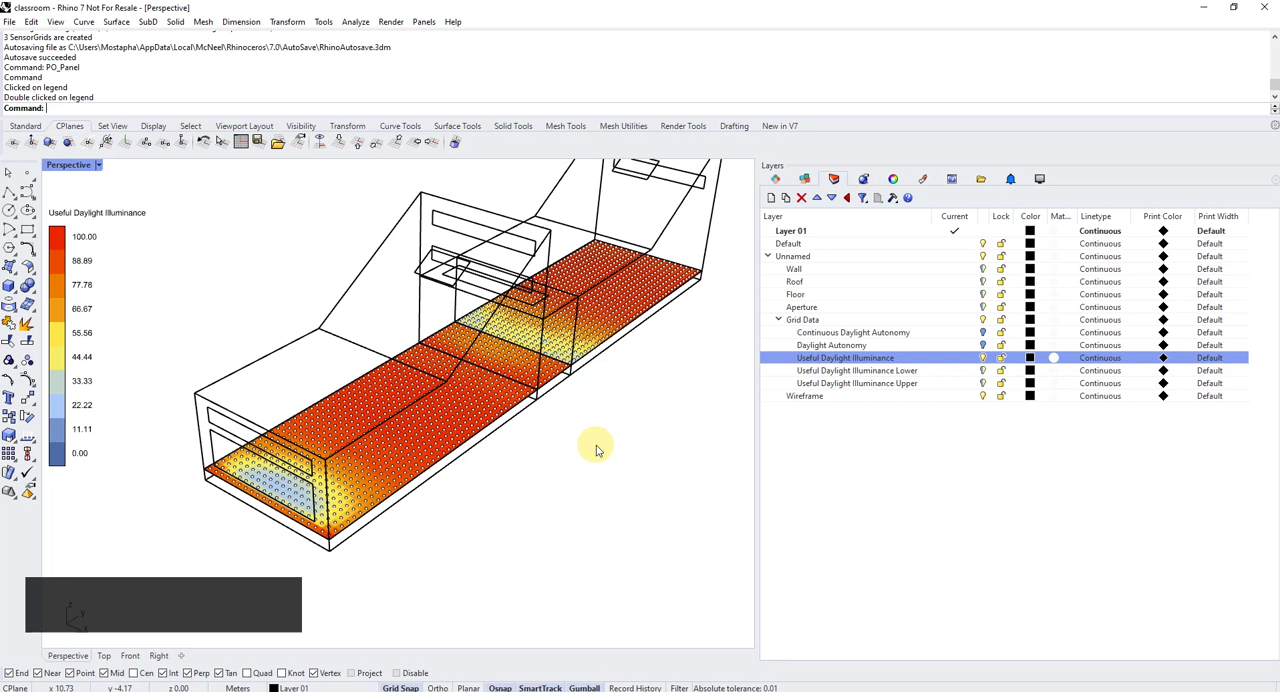 classroom - Rhino 7 Not For Resale - [Perspective]
File Edit View Curve Surface SubD Solid Mesh Dimension Transform Tools Analyze Render Panels Help
3 SensorGrids are created
Autosaving file as C:\Users\Mostapha\AppData\Local\McNeel\Rhinoceros\7.0\AutoSave\RhinoAutosave.3dm
Autosave succeeded
Command: PO_Panel
Command
Clicked on legend
Double clicked on legend
Command:
Standard CPlanes Set View Display Select Viewport Layout Visibility Transform Curve Tools Surface Tools Solid Tools Mesh Tools Mesh Utilities Render Tools Drafting New in V7
Perspective
Useful Daylight Illuminance
100.00
88.89
77.78
66.67
55.56
44.44
33.33
22.22
11.11
0.00
z
y
x
Layers
Layer Current Lock Color Mat... Linetype Print Color Print Width
Layer 01 Continuous Default
Default Continuous Default
Unnamed Continuous Default
Wall Continuous Default
Roof Continuous Default
Floor Continuous Default
Aperture Continuous Default
Grid Data Continuous Default
Continuous Daylight Autonomy Continuous Default
Daylight Autonomy Continuous Default
Useful Daylight Illuminance Continuous Default
Useful Daylight Illuminance Lower Continuous Default
Useful Daylight Illuminance Upper Continuous Default
Wireframe Continuous Default
Perspective Top Front Right
End Near Point Mid Cen Int Perp Tan Quad Knot Vertex Project Disable
CPlane x 10.73 y -4.17 z 0.00 Meters Layer 01 Grid Snap Ortho Planar Osnap SmartTrack Gumball Record History Filter Absolute tolerance: 0.01